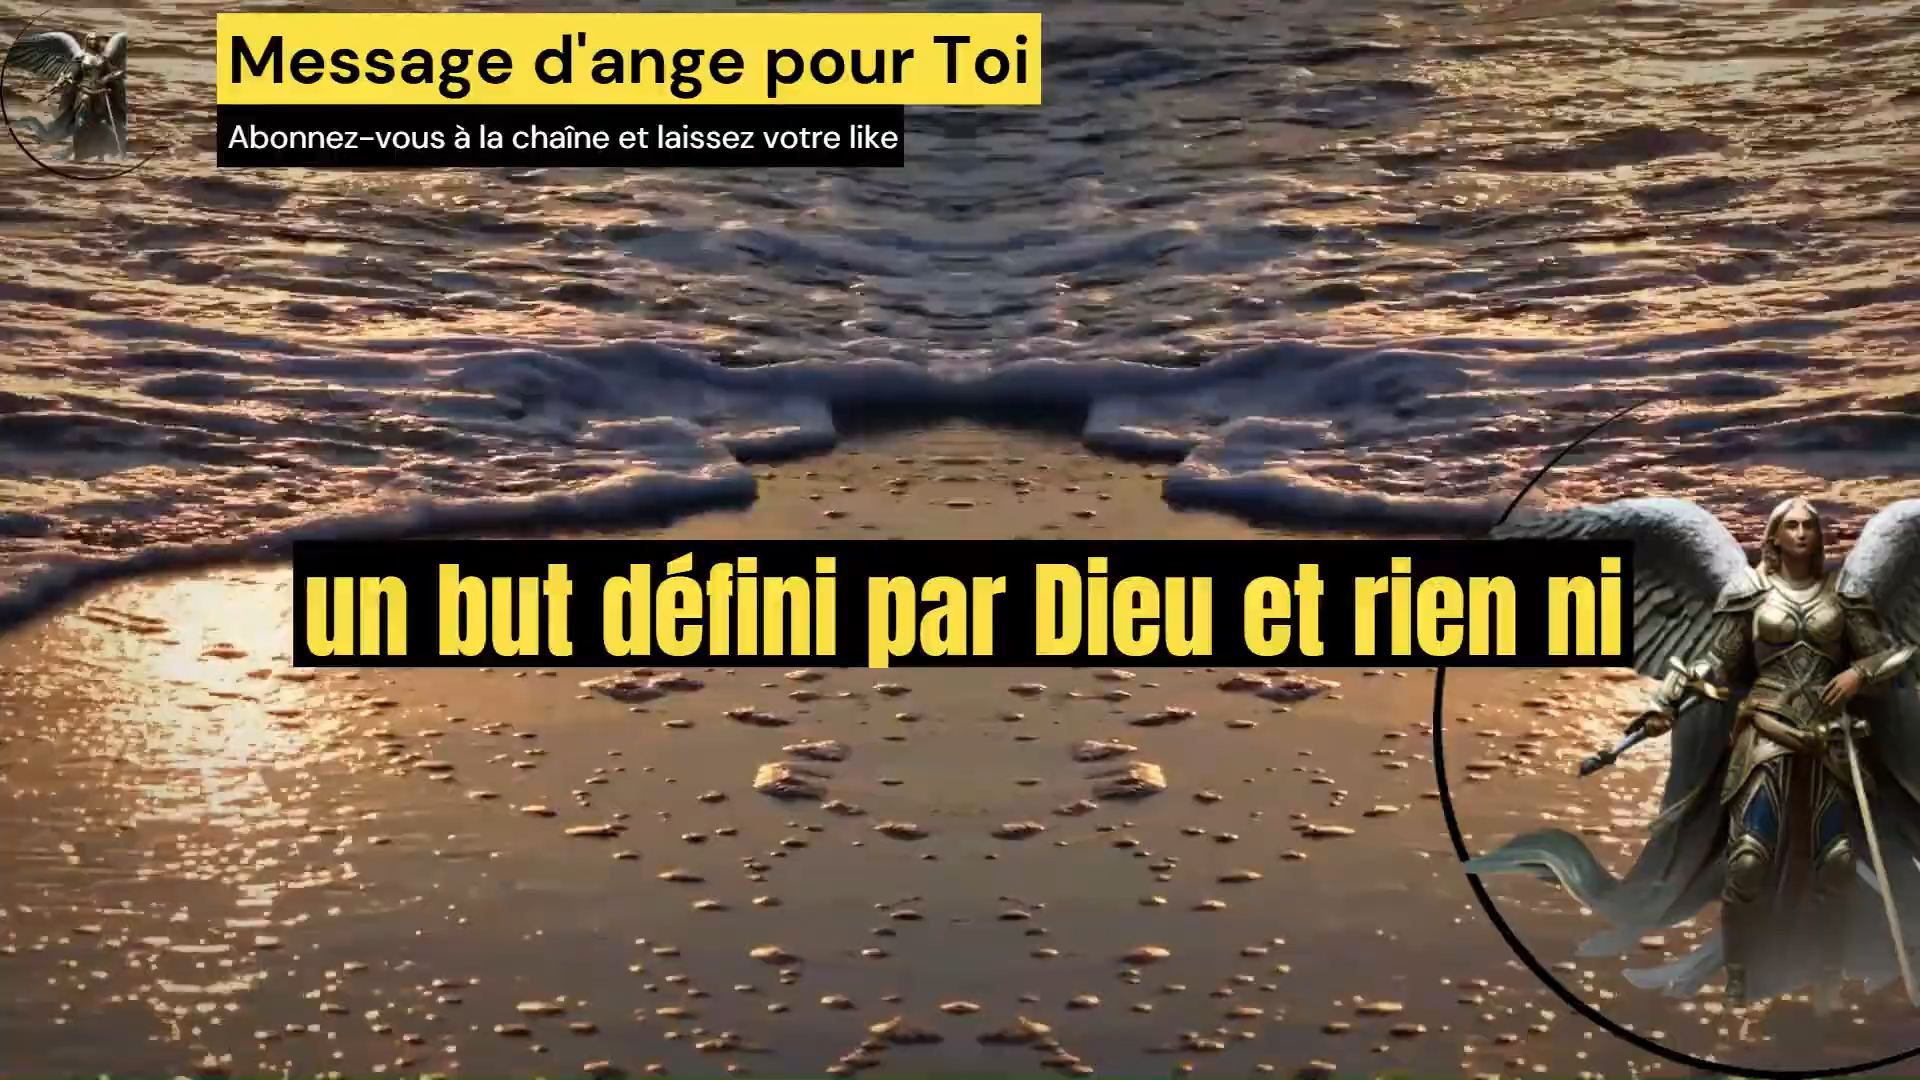 Message d'ange pour Toi
Abonnez-vous à la chaîne et laissez votre like
un but défini par Dieu et rien ni